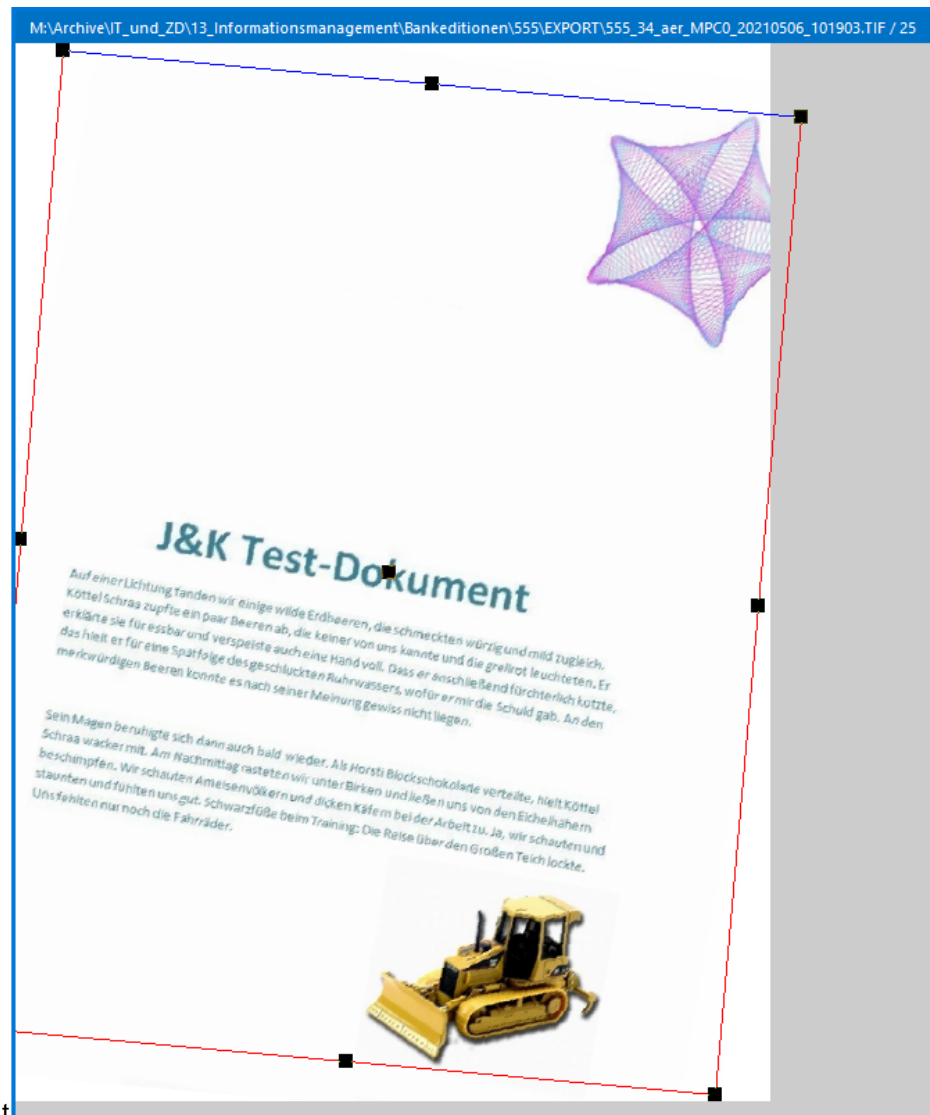 M:\Archive\IT_und_ZD\13_Informationsmanagement\Bankeditionen\555\EXPORT\555_34_aer_MPC0_20210506_101903.TIF / 25
J&K Test-Dokument
Auf einer Lichtung fanden wir einige wilde Erdbeeren, die schmeckten würzig und mild zugleich.
Köttel Schraa zupfte ein paar Beeren ab, die keiner von uns kannte und die grellrot leuchteten. Er
erklärte sie für essbar und verspeiste auch eine Hand voll. Dass er anschließend fürchterlich kotzte,
das hielt er für eine Spätfolge des geschluckten Ruhrwassers, wofür er mir die Schuld gab. An den
merkwürdigen Beeren konnte es nach seiner Meinung gewiss nicht liegen.
Sein Magen beruhigte sich dann auch bald wieder. Als Horsti Blockschokolade verteilte, hielt Köttel
Schraa wacker mit. Am Nachmittag rasteten wir unter Birken und ließen uns von den Eichelhähern
beschimpfen. Wir schauten Ameisenvölkern und dicken Käfern bei der Arbeit zu. Ja, wir schauten und
staunten und fühlten uns gut. Schwarzfüße beim Training: Die Reise über den Großen Teich lockte.
Uns fehlten nur noch die Fahrräder.
t